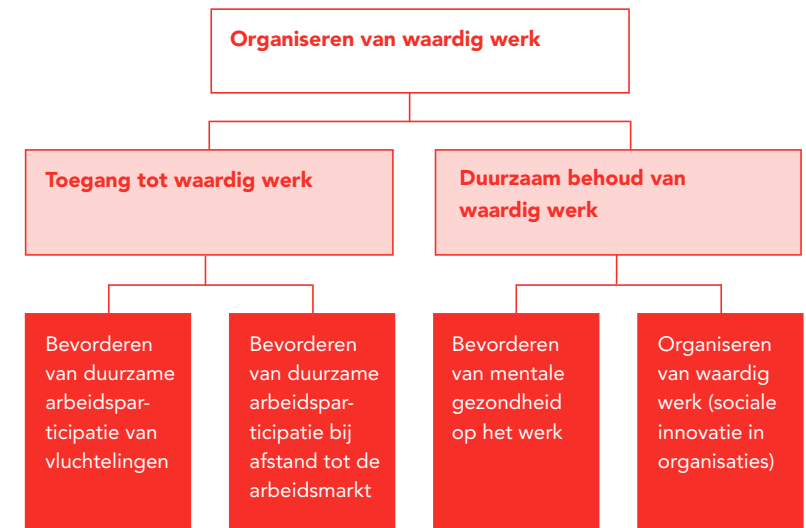 Organiseren van waardig werk
Toegang tot waardig werk
Duurzaam behoud van
waardig werk
Bevorderen
van duurzame
arbeidspar-
ticipatie van
vluchtelingen
Bevorderen
van duurzame
arbeidspar-
ticipatie bij
afstand tot de
arbeidsmarkt
Bevorderen
van mentale
gezondheid
op het werk
Organiseren
van waardig
werk (sociale
innovatie in
organisaties)